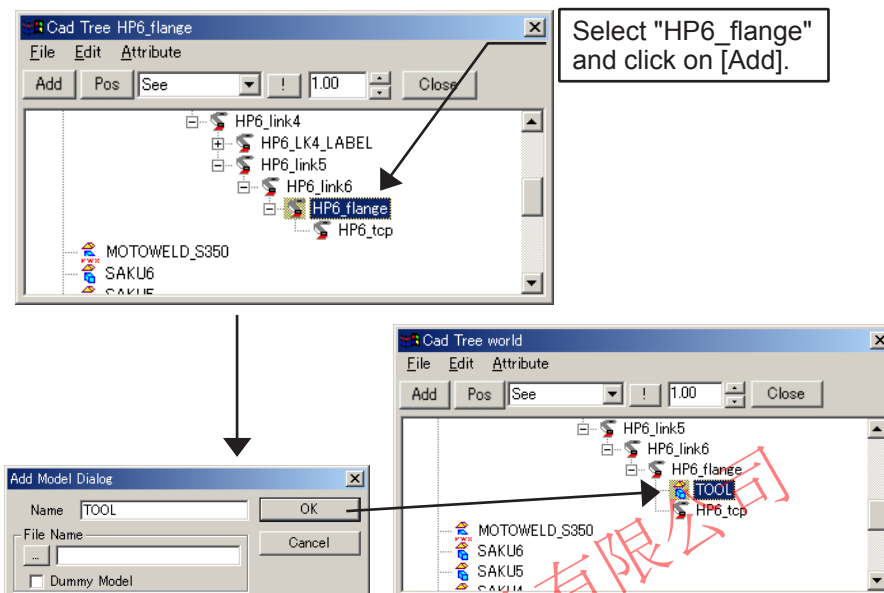 Cad Tree HP6_flange
File Edit Attribute
Add Pos See ! 1.00 Close
Select "HP6_flange"
and click on [Add].
HP6_link4
HP6_LK4_LABEL
HP6_link5
HP6_link6
HP6_flange
HP6_tcp
MOTOWELD_S350
SAKU6
SAKU5
Cad Tree world
File Edit Attribute
Add Pos See ! 1.00 Close
HP6_link5
HP6_link6
HP6_flange
TOOL
HP6_tcp
MOTOWELD_S350
SAKU6
SAKU5
SAKU4
Add Model Dialog
Name TOOL OK
File Name Cancel
...
Dummy Model
有限公司